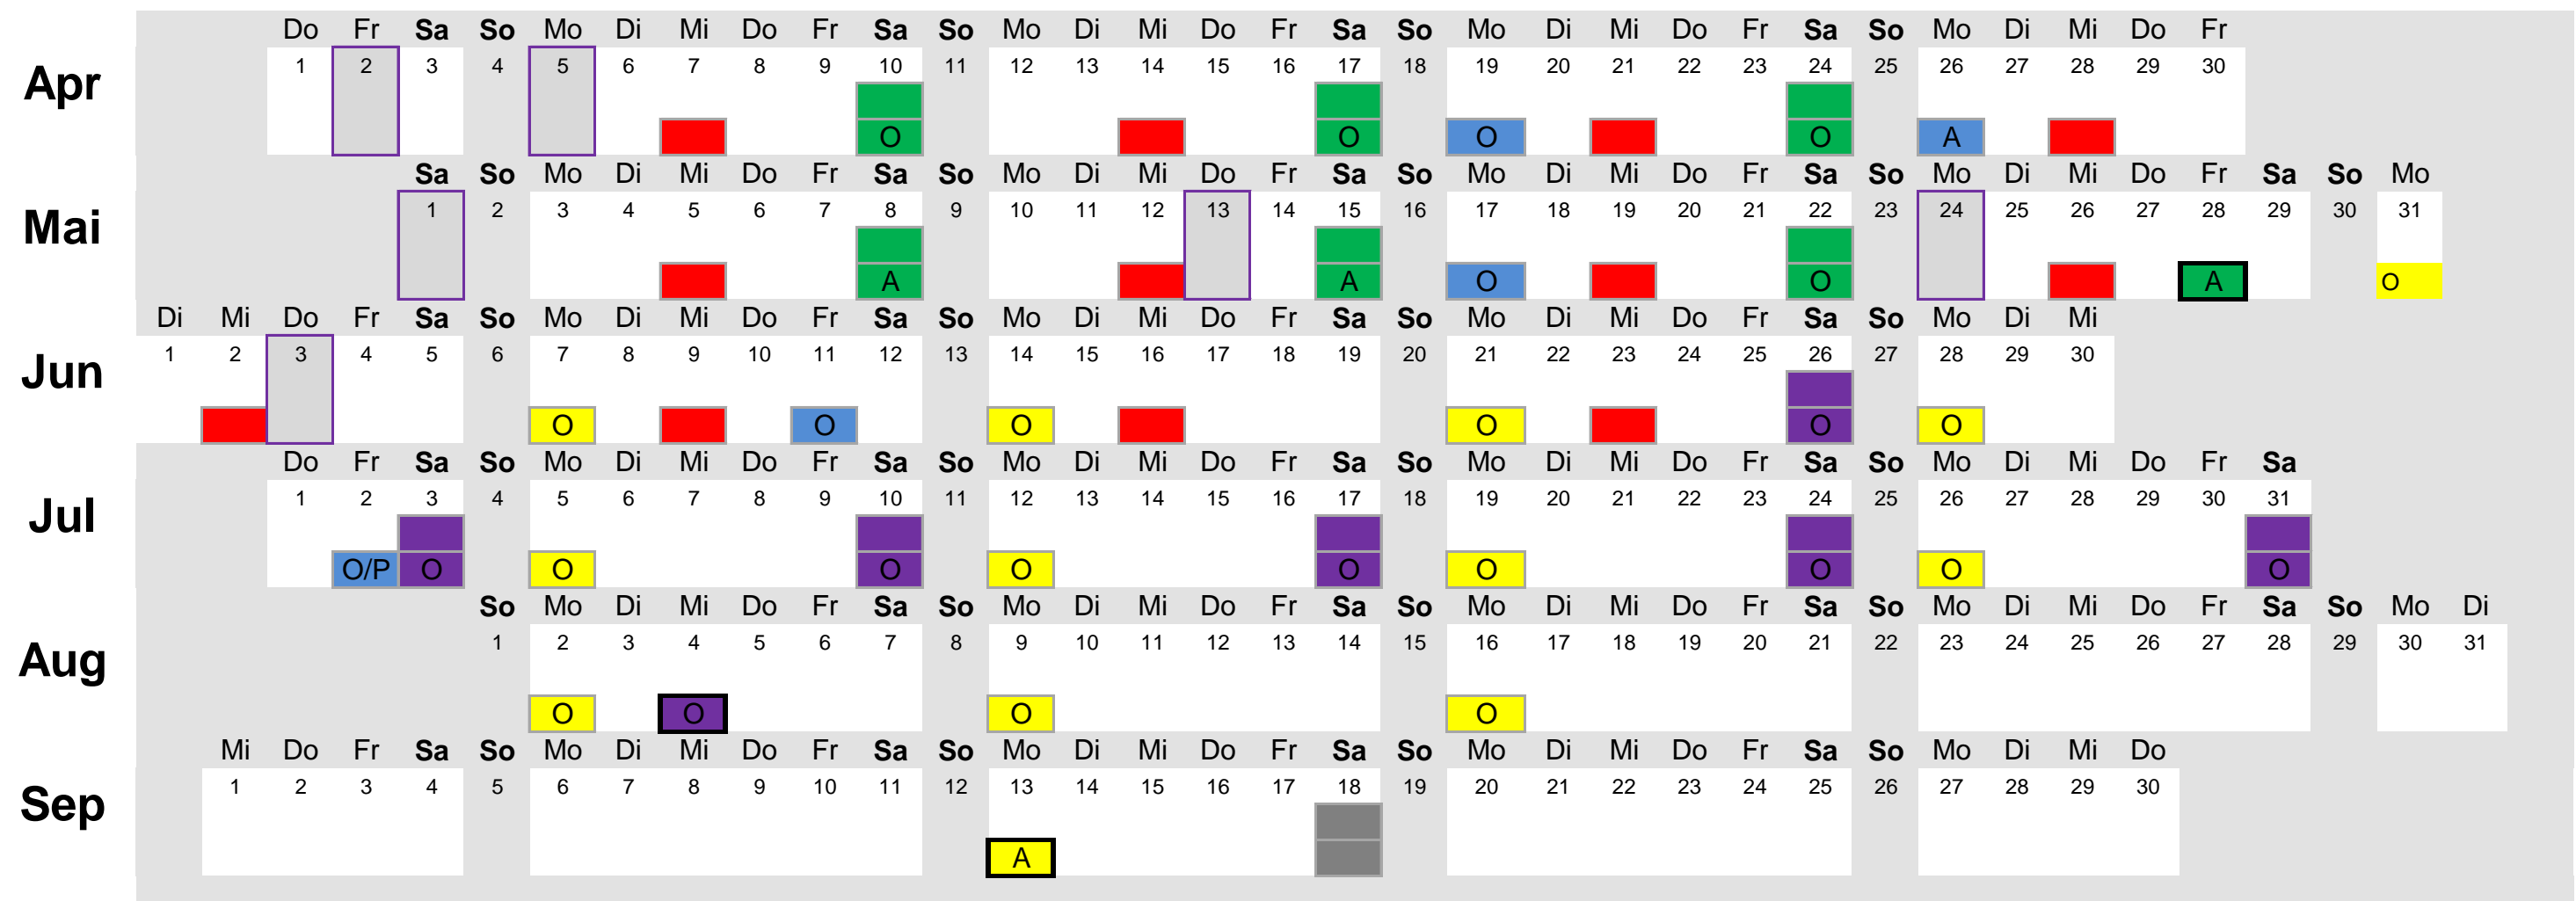 Do Fr Sa So Mo Di Mi Do Fr Sa So Mo Di Mi Do Fr Sa So Mo Di Mi Do Fr Sa So Mo Di Mi Do Fr
Apr 1 2 3 4 5 6 7 8 9 10 11 12 13 14 15 16 17 18 19 20 21 22 23 24 25 26 27 28 29 30
O O O O A
Sa So Mo Di Mi Do Fr Sa So Mo Di Mi Do Fr Sa So Mo Di Mi Do Fr Sa So Mo Di Mi Do Fr Sa So Mo
Mai 1 2 3 4 5 6 7 8 9 10 11 12 13 14 15 16 17 18 19 20 21 22 23 24 25 26 27 28 29 30 31
A A O O A O
Di Mi Do Fr Sa So Mo Di Mi Do Fr Sa So Mo Di Mi Do Fr Sa So Mo Di Mi Do Fr Sa So Mo Di Mi
Jun 1 2 3 4 5 6 7 8 9 10 11 12 13 14 15 16 17 18 19 20 21 22 23 24 25 26 27 28 29 30
O O O O O O
Do Fr Sa So Mo Di Mi Do Fr Sa So Mo Di Mi Do Fr Sa So Mo Di Mi Do Fr Sa So Mo Di Mi Do Fr Sa
Jul 1 2 3 4 5 6 7 8 9 10 11 12 13 14 15 16 17 18 19 20 21 22 23 24 25 26 27 28 29 30 31
O/P O O O O O O O O O
So Mo Di Mi Do Fr Sa So Mo Di Mi Do Fr Sa So Mo Di Mi Do Fr Sa So Mo Di Mi Do Fr Sa So Mo Di
Aug 1 2 3 4 5 6 7 8 9 10 11 12 13 14 15 16 17 18 19 20 21 22 23 24 25 26 27 28 29 30 31
O O O O
Mi Do Fr Sa So Mo Di Mi Do Fr Sa So Mo Di Mi Do Fr Sa So Mo Di Mi Do Fr Sa So Mo Di Mi Do
Sep 1 2 3 4 5 6 7 8 9 10 11 12 13 14 15 16 17 18 19 20 21 22 23 24 25 26 27 28 29 30
A